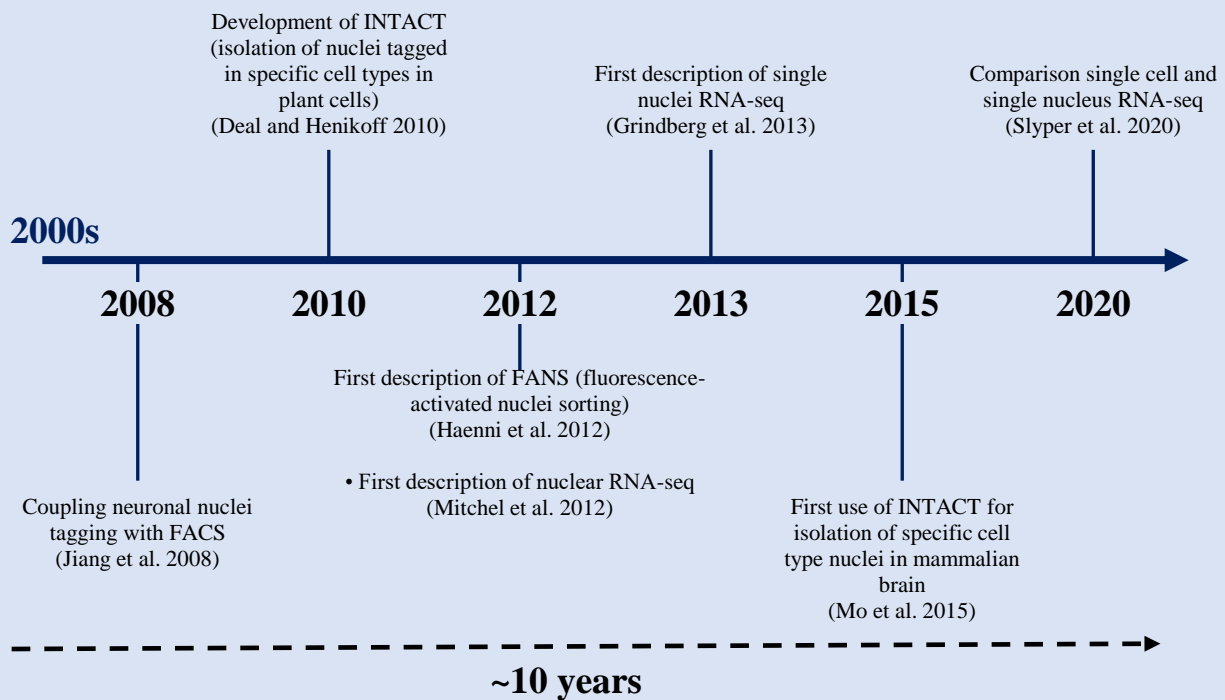 Development of INTACT
(isolation of nuclei tagged
in specific cell types in
plant cells)
(Deal and Henikoff 2010)
First description of single
nuclei RNA-seq
(Grindberg et al. 2013)
Comparison single cell and
single nucleus RNA-seq
(Slyper et al. 2020)
2000s
2008
2010
2012
2013
2015
2020
First description of FANS (fluorescence-
activated nuclei sorting)
(Haenni et al. 2012)
• First description of nuclear RNA-seq
(Mitchel et al. 2012)
Coupling neuronal nuclei
tagging with FACS
(Jiang et al. 2008)
First use of INTACT for
isolation of specific cell
type nuclei in mammalian
brain
(Mo et al. 2015)
~10 years